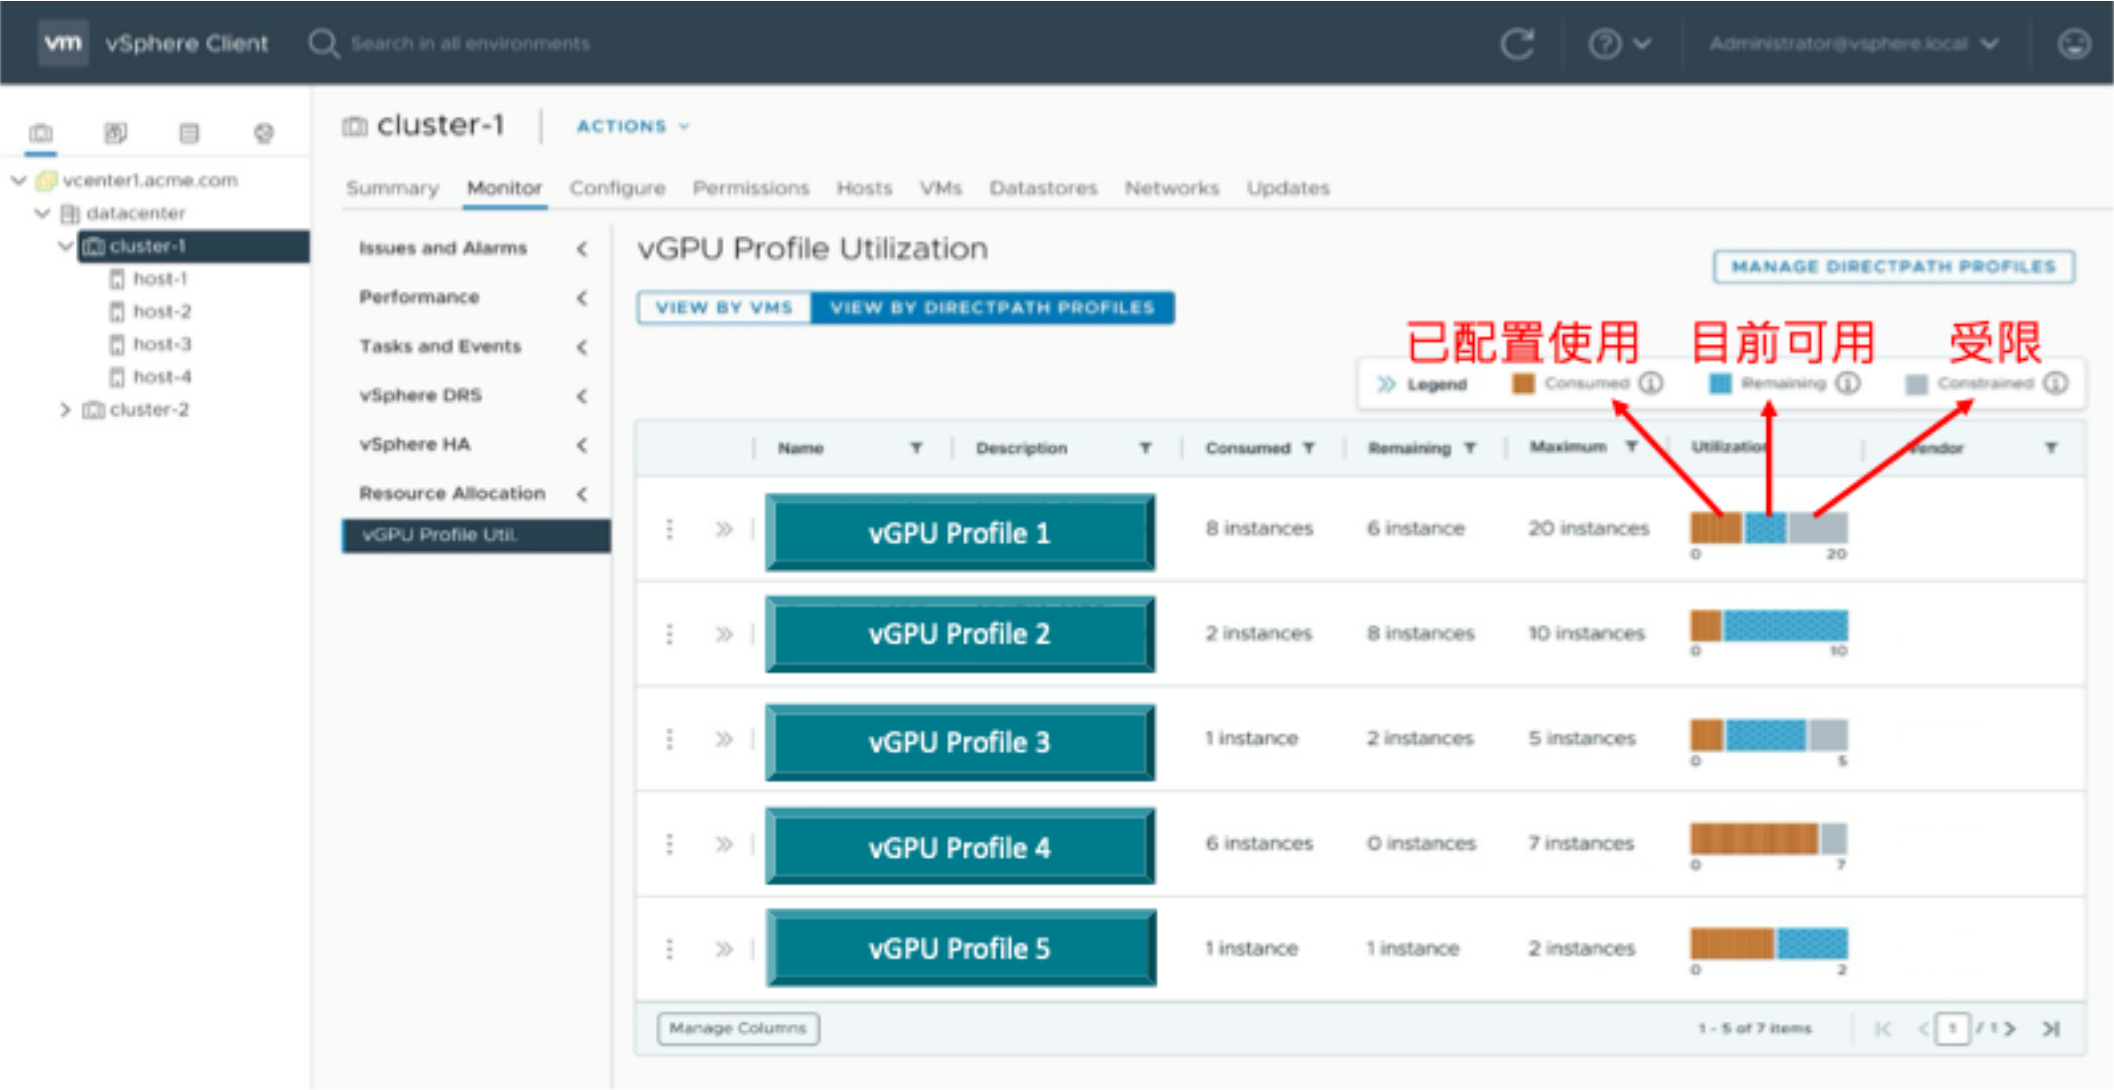 vm vSphere Client Search in all environments Administrator@vsphere.local
cluster-1 ACTIONS
Summary Monitor Configure Permissions Hosts VMs Datastores Networks Updates
vcenter1.acme.com
datacenter
cluster-1
host-1
host-2
host-3
host-4
cluster-2
Issues and Alarms
Performance
Tasks and Events
vSphere DRS
vSphere HA
Resource Allocation
vGPU Profile Util.
vGPU Profile Utilization
MANAGE DIRECTPATH PROFILES
VIEW BY VMS VIEW BY DIRECTPATH PROFILES
已配置使用 目前可用 受限
Legend Consumed Remaining Constrained
Name Description Consumed Remaining Maximum Utilization Vendor
vGPU Profile 1 8 instances 6 instance 20 instances
0 20
vGPU Profile 2 2 instances 8 instances 10 instances
0 10
vGPU Profile 3 1 instance 2 instances 5 instances
0 5
vGPU Profile 4 6 instances 0 instances 7 instances
0 7
vGPU Profile 5 1 instance 1 instance 2 instances
0 2
Manage Columns 1 - 5 of 7 items 1 / 1